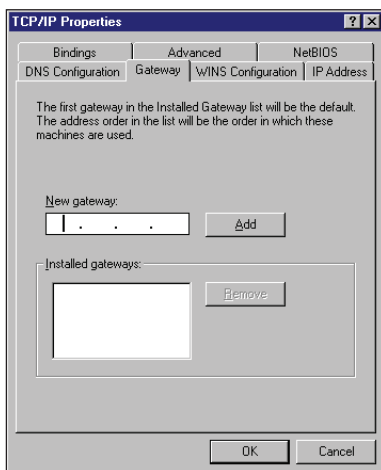 TCP/IP Properties
Bindings Advanced NetBIOS
DNS Configuration Gateway WINS Configuration IP Address
The first gateway in the Installed Gateway list will be the default.
The address order in the list will be the order in which these
machines are used.
New gateway:
. . .
Add
Installed gateways:
Remove
OK Cancel